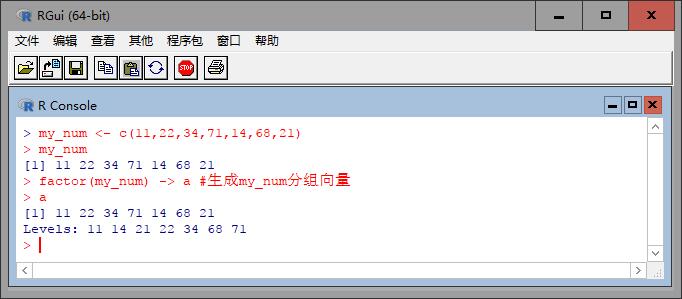 RGui (64-bit)
文件 编辑 查看 其他 程序包 窗口 帮助
STOP
R Console
> my_num <- c(11,22,34,71,14,68,21)
> my_num
[1] 11 22 34 71 14 68 21
> factor(my_num) -> a #生成my_num分组向量
> a
[1] 11 22 34 71 14 68 21
Levels: 11 14 21 22 34 68 71
>